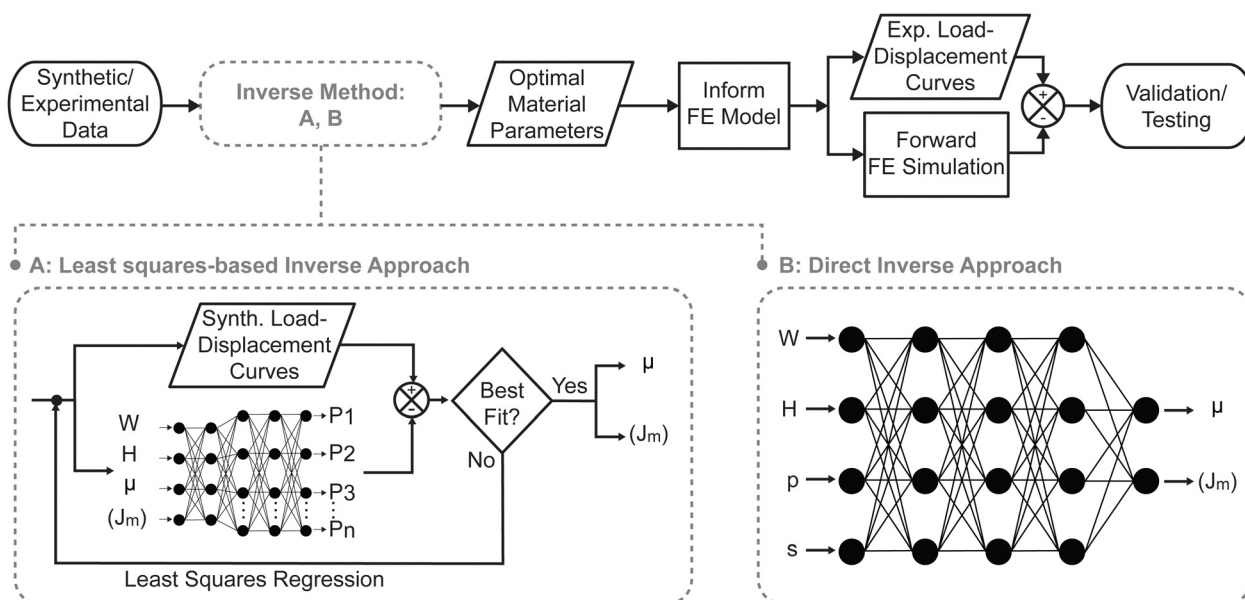 Synthetic/
Experimental
Data
Inverse Method:
A, B
Optimal
Material
Parameters
Inform
FE Model
Exp. Load-
Displacement
Curves
Forward
FE Simulation
+
-
Validation/
Testing
A: Least squares-based Inverse Approach
Synth. Load-
Displacement
Curves
W
H
μ
(Jm)
P1
P2
P3
Pn
+
-
Best
Fit?
Yes
No
μ
(Jm)
Least Squares Regression
B: Direct Inverse Approach
W
H
p
s
μ
(Jm)